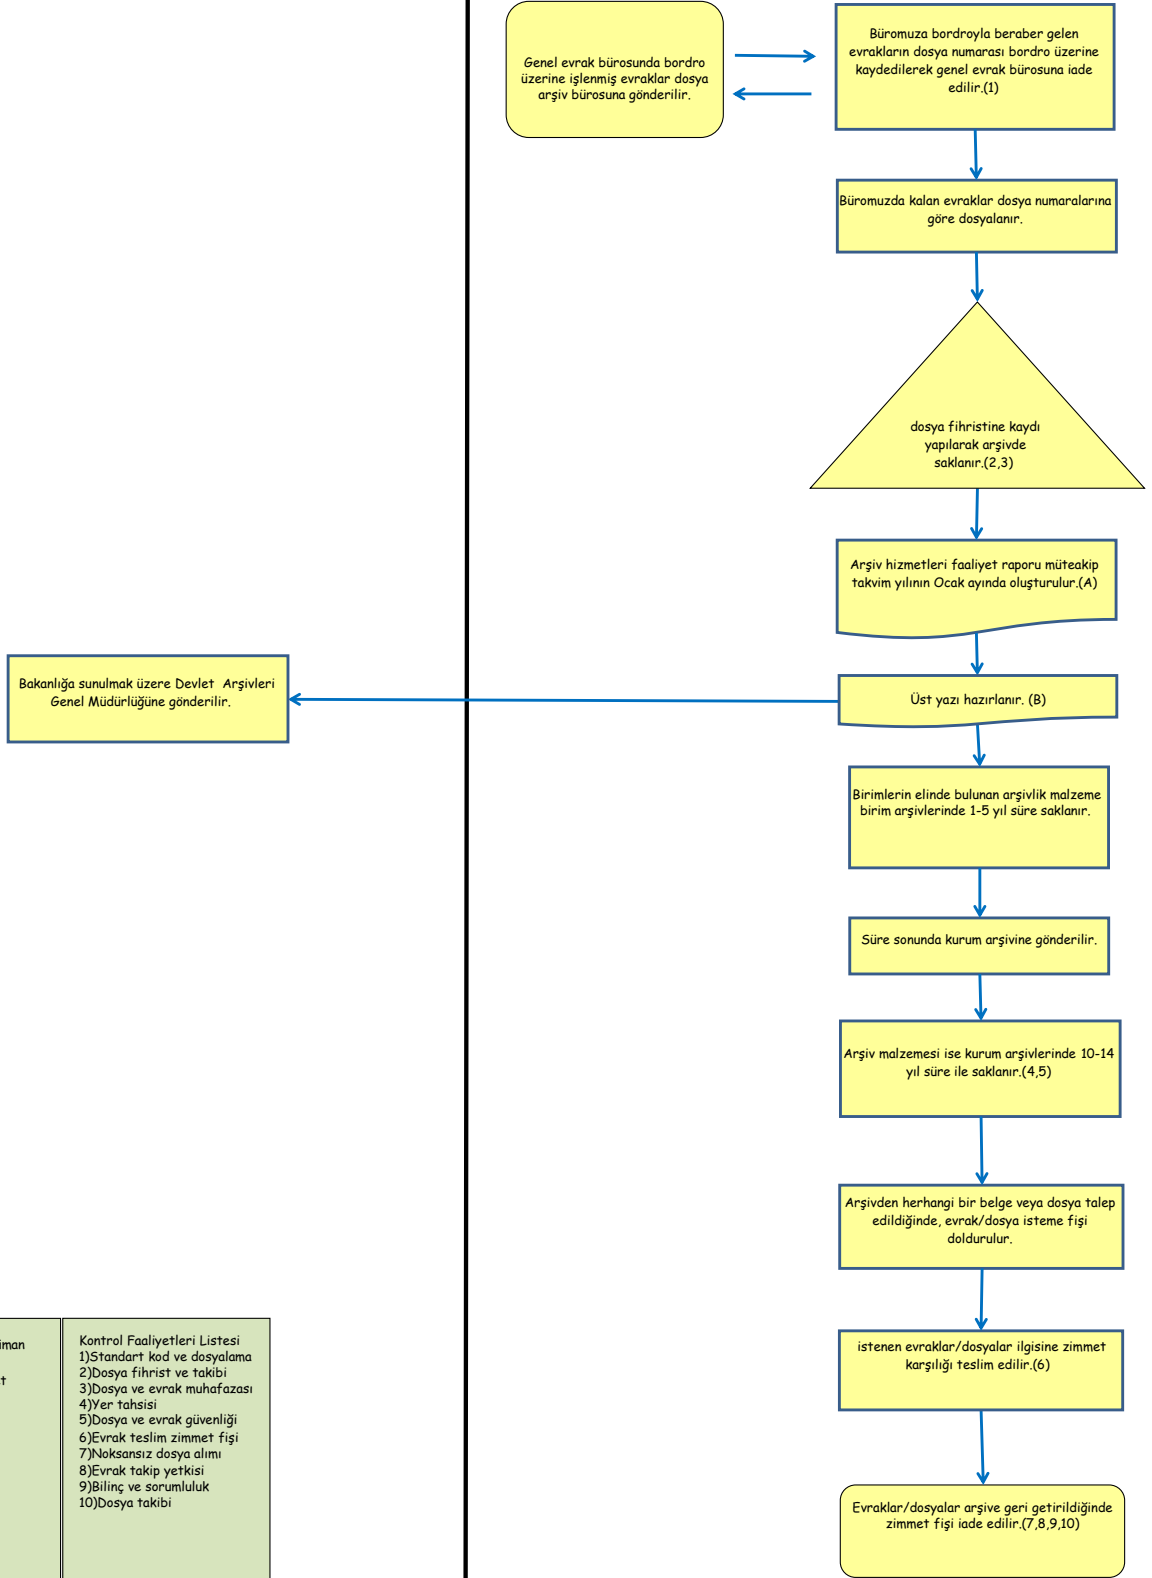 Genel evrak bürosunda bordro
üzerine işlenmiş evraklar dosya
arşiv bürosuna gönderilir.
Büromuza bordroyla beraber gelen
evrakların dosya numarası bordro üzerine
kaydedilerek genel evrak bürosuna iade
edilir.(1)
Büromuzda kalan evraklar dosya numaralarına
göre dosyalanır.
dosya fihristine kaydı
yapılarak arşivde
saklanır.(2,3)
Arşiv hizmetleri faaliyet raporu müteakip
takvim yılının Ocak ayında oluşturulur.(A)
Bakanlığa sunulmak üzere Devlet Arşivleri
Genel Müdürlüğüne gönderilir.
Üst yazı hazırlanır. (B)
Birimlerin elinde bulunan arşivlik malzeme
birim arşivlerinde 1-5 yıl süre saklanır.
Süre sonunda kurum arşivine gönderilir.
Arşiv malzemesi ise kurum arşivlerinde 10-14
yıl süre ile saklanır.(4,5)
Arşivden herhangi bir belge veya dosya talep
edildiğinde, evrak/dosya isteme fişi
doldurulur.
istenen evraklar/dosyalar ilgisine zimmet
karşılığı teslim edilir.(6)
Evraklar/dosyalar arşive geri getirildiğinde
zimmet fişi iade edilir.(7,8,9,10)
Kontrol Faaliyetleri Listesi
1)Standart kod ve dosyalama
2)Dosya fihrist ve takibi
3)Dosya ve evrak muhafazası
4)Yer tahsisi
5)Dosya ve evrak güvenliği
6)Evrak teslim zimmet fişi
7)Noksansız dosya alımı
8)Evrak takip yetkisi
9)Bilinç ve sorumluluk
10)Dosya takibi